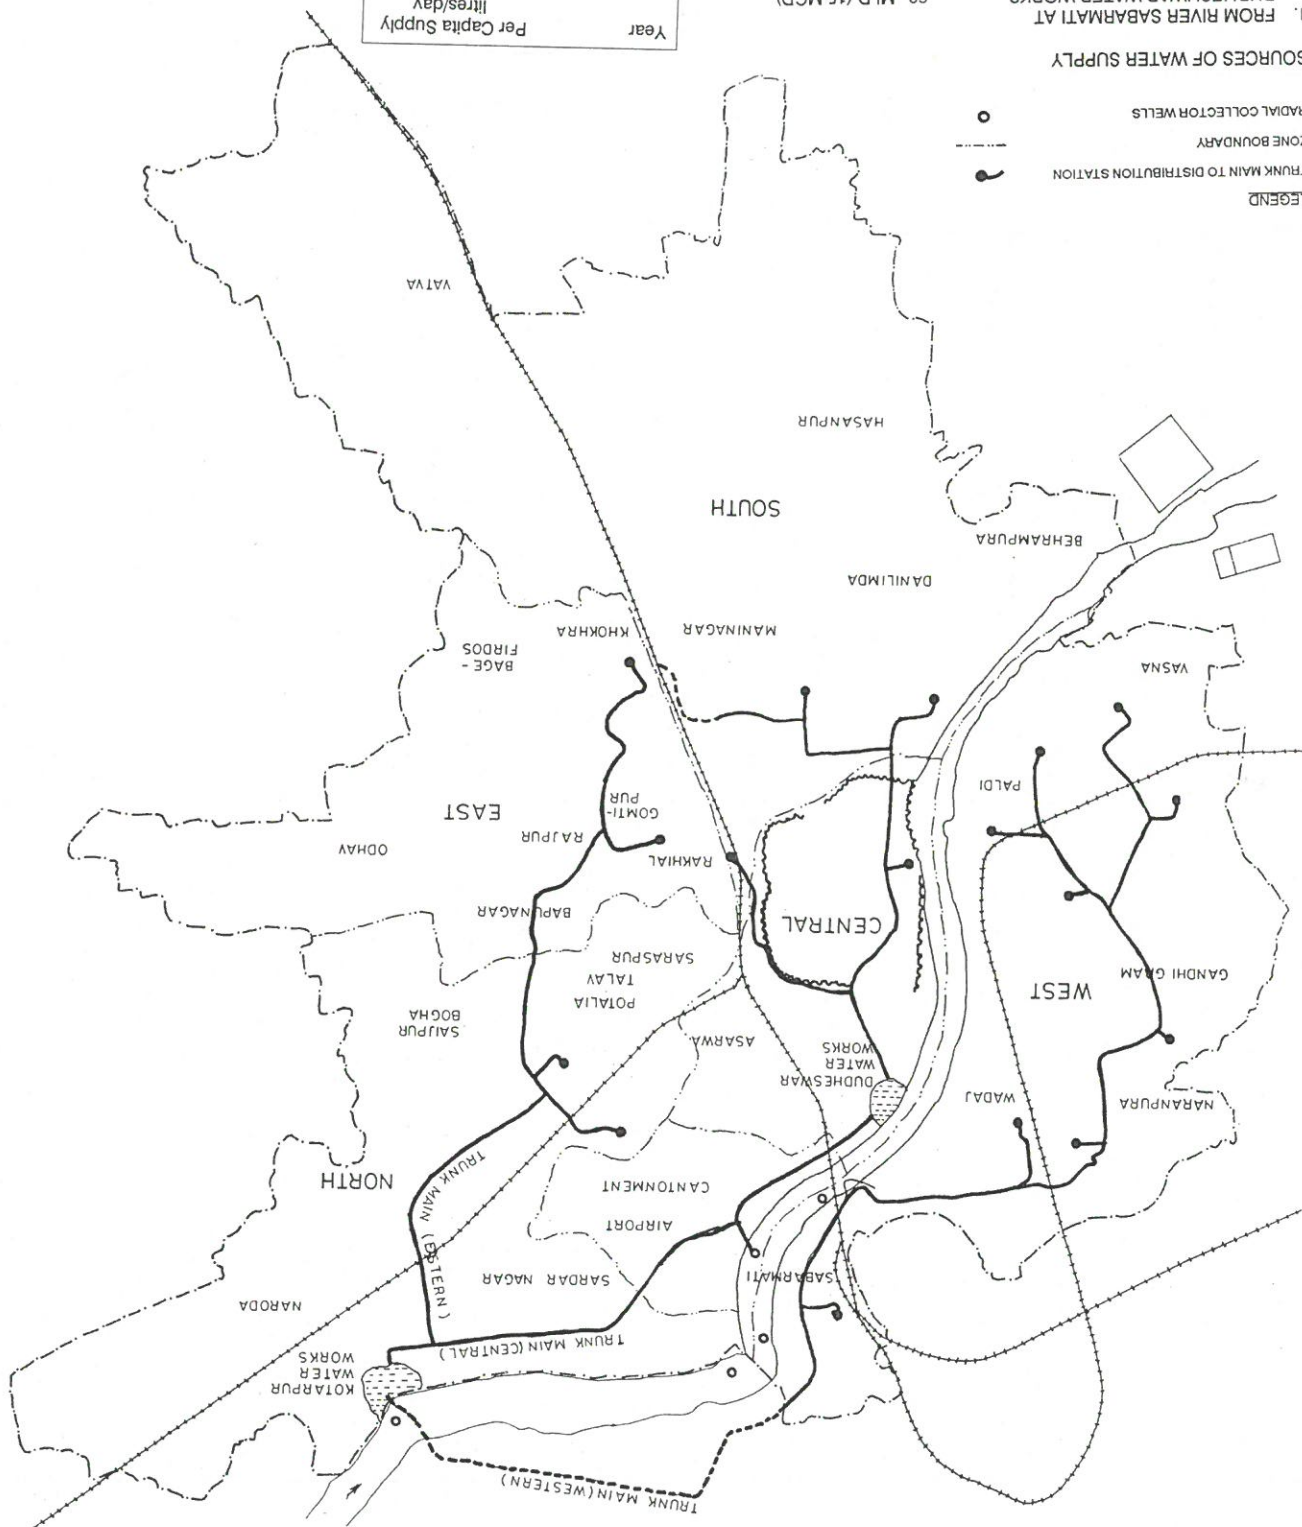 TRUNK MAIN (WESTERN)
KOTARPUR
WATER
WORKS
TRUNK MAIN (CENTRAL)
NARODA
SABARMATI
SARDAR NAGAR
TRUNK MAIN (EASTERN)
AIRPORT
CANTONMENT
NORTH
NARANPURA
WADAJ
DUDHESWAR
WATER
WORKS
ASARWA
SAIJPUR
BOGHA
GANDHI GRAM
WEST
POTALIA
TALAV
SARASPUR
CENTRAL
BAPUNAGAR
RAKHIAL
RAJPUR
ODHAV
GOMTI-
PUR
EAST
PALDI
VASNA
BAGE-
FIRDOS
KHOKHRA
MANINAGAR
DANILIMDA
BEHRAMPURA
SOUTH
HASANPUR
VATVA
LEGEND
TRUNK MAIN TO DISTRIBUTION STATION
ZONE BOUNDARY
RADIAL COLLECTOR WELLS
SOURCES OF WATER SUPPLY
1. FROM RIVER SABARMATI AT
Year
Per Capita Supply
litres/day